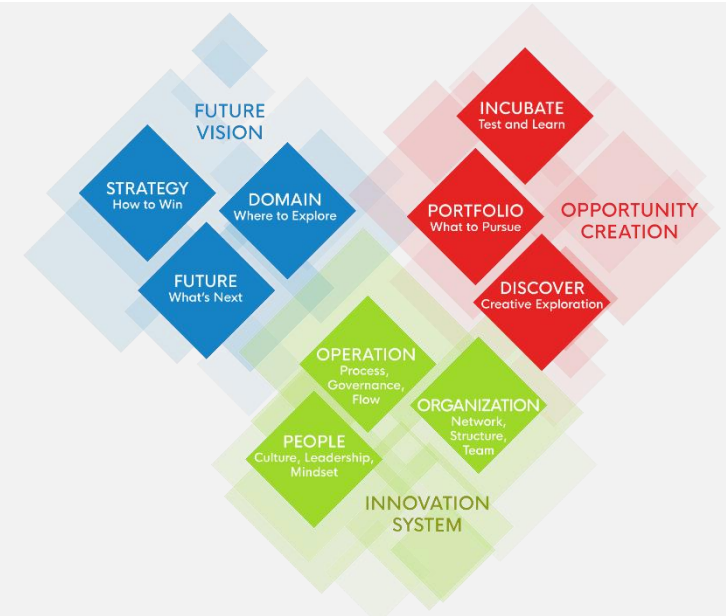 FUTURE
VISION
STRATEGY
How to Win
DOMAIN
Where to Explore
FUTURE
What's Next
INCUBATE
Test and Learn
PORTFOLIO
What to Pursue
OPPORTUNITY
CREATION
DISCOVER
Creative Exploration
OPERATION
Process,
Governance,
Flow
ORGANIZATION
Network,
Structure,
Team
PEOPLE
Culture, Leadership,
Mindset
INNOVATION
SYSTEM